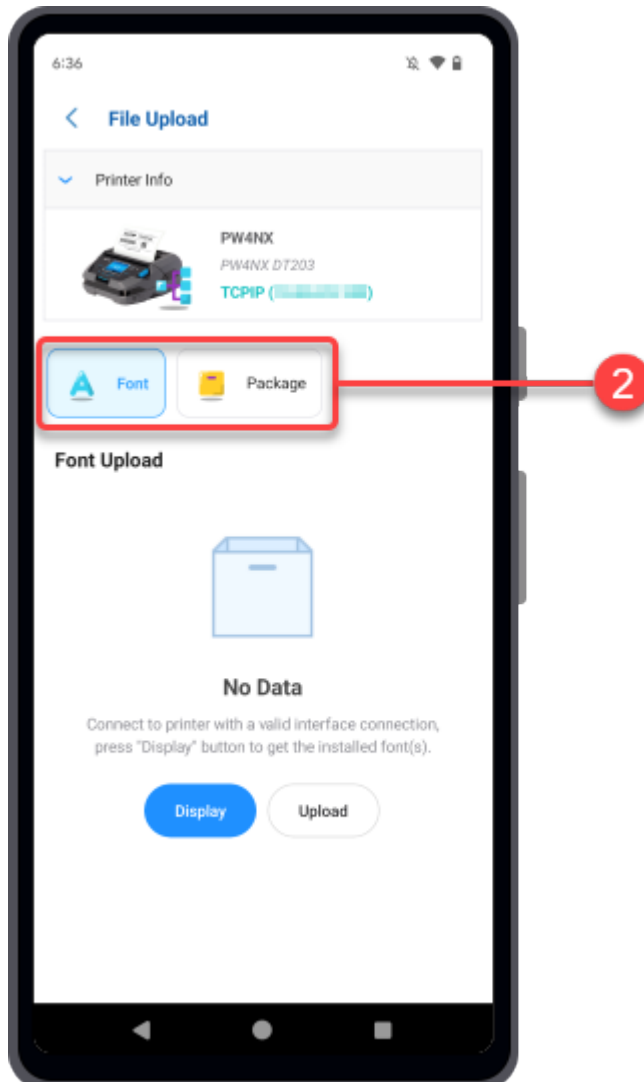 6:36
File Upload
Printer Info
PW4NX
PW4NX DT203
TCPIP ( )
Font
Package
2
Font Upload
No Data
Connect to printer with a valid interface connection,
press "Display" button to get the installed font(s).
Display
Upload